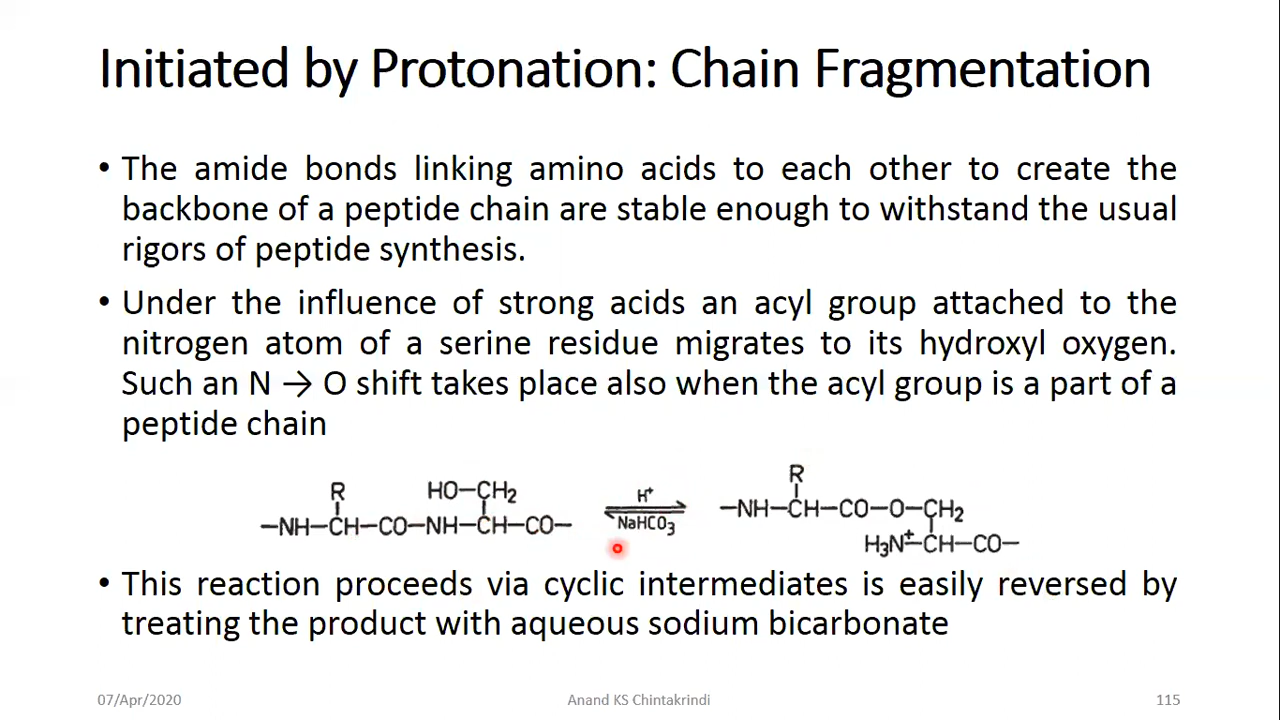 Initiated by Protonation: Chain Fragmentation
• The amide bonds linking amino acids to each other to create the
backbone of a peptide chain are stable enough to withstand the usual
rigors of peptide synthesis.
• Under the influence of strong acids an acyl group attached to the
nitrogen atom of a serine residue migrates to its hydroxyl oxygen.
Such an N → O shift takes place also when the acyl group is a part of a
peptide chain
R HO—CH₂
—NH—CH—CO—NH—CH—CO—
H⁺
NaHCO₃
R
—NH—CH—CO—O—CH₂
H₃N⁺—CH—CO—
• This reaction proceeds via cyclic intermediates is easily reversed by
treating the product with aqueous sodium bicarbonate
07/Apr/2020 Anand KS Chintakrindi 115